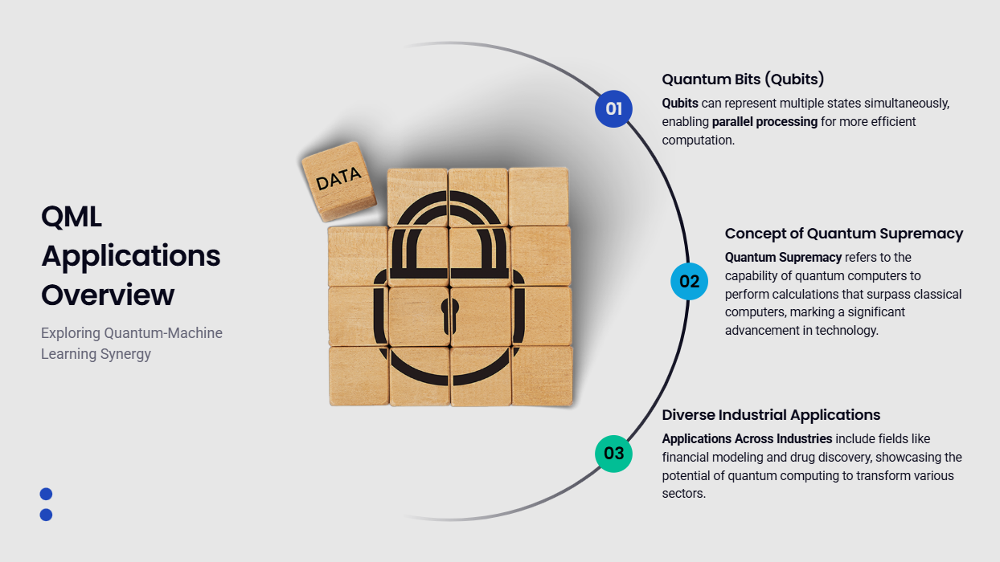 QML
Applications
Overview
Exploring Quantum-Machine
Learning Synergy
DATA
01
Quantum Bits (Qubits)
Qubits can represent multiple states simultaneously,
enabling parallel processing for more efficient
computation.
02
Concept of Quantum Supremacy
Quantum Supremacy refers to the
capability of quantum computers to
perform calculations that surpass classical
computers, marking a significant
advancement in technology.
03
Diverse Industrial Applications
Applications Across Industries include fields like
financial modeling and drug discovery, showcasing the
potential of quantum computing to transform various
sectors.